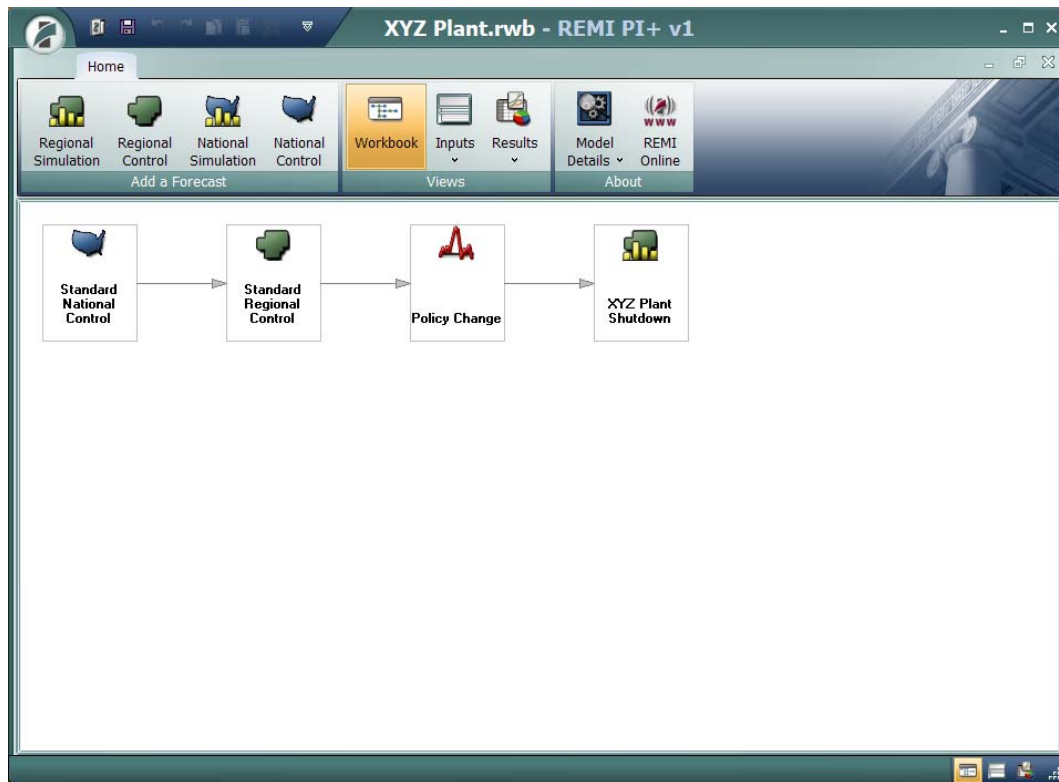 XYZ Plant.rwb - REMI PI+ v1
Home
Regional Simulation
Regional Control
National Simulation
National Control
Workbook
Inputs
Results
Model Details
REMI Online
WWW
Add a Forecast
Views
About
Standard
National
Control
Standard
Regional
Control
Policy Change
XYZ Plant
Shutdown